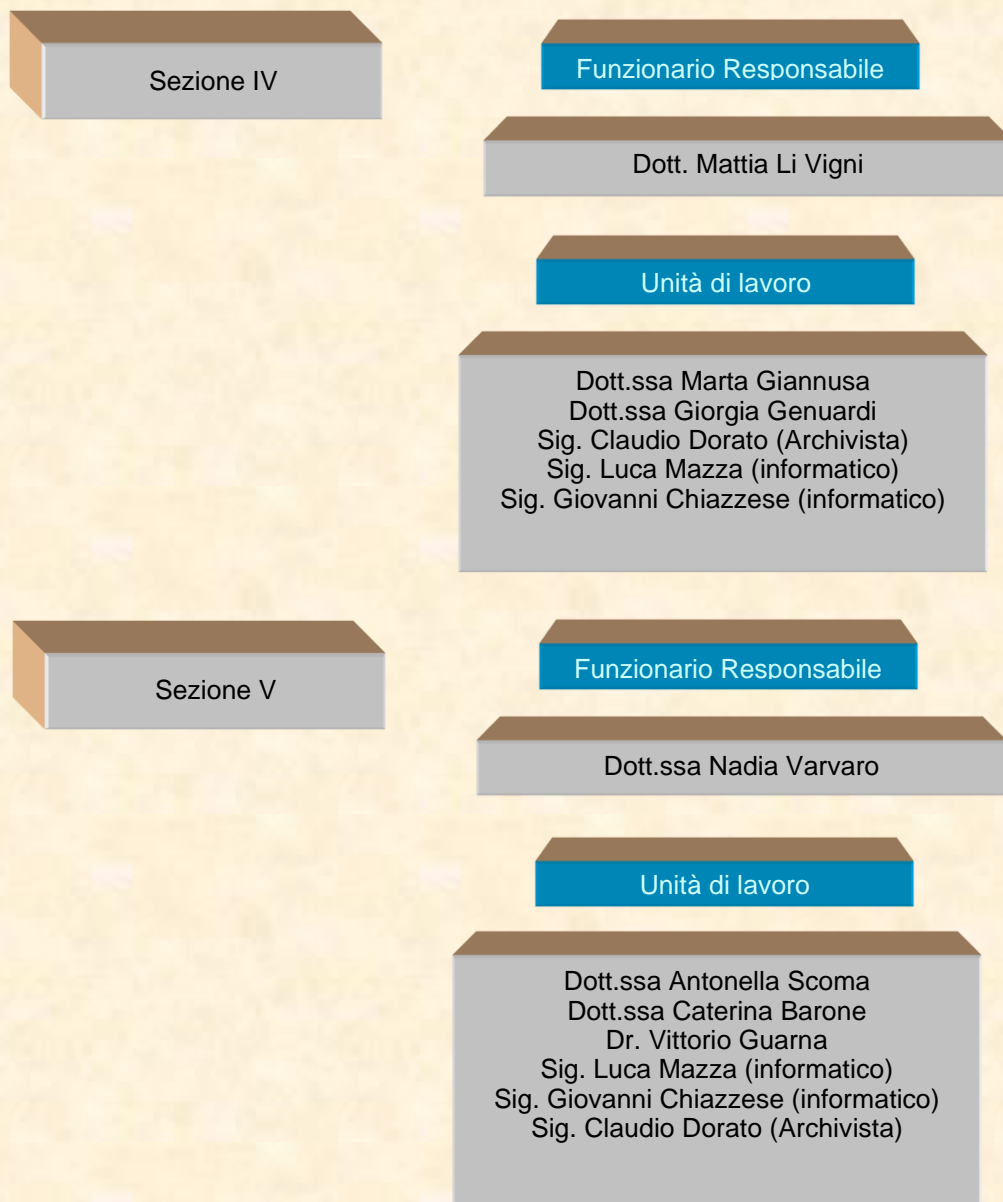 Sezione IV
Funzionario Responsabile
Dott. Mattia Li Vigni
Unità di lavoro
Dott.ssa Marta Giannusa
Dott.ssa Giorgia Genuardi
Sig. Claudio Dorato (Archivista)
Sig. Luca Mazza (informatico)
Sig. Giovanni Chiazzese (informatico)
Sezione V
Funzionario Responsabile
Dott.ssa Nadia Varvaro
Unità di lavoro
Dott.ssa Antonella Scoma
Dott.ssa Caterina Barone
Dr. Vittorio Guarna
Sig. Luca Mazza (informatico)
Sig. Giovanni Chiazzese (informatico)
Sig. Claudio Dorato (Archivista)